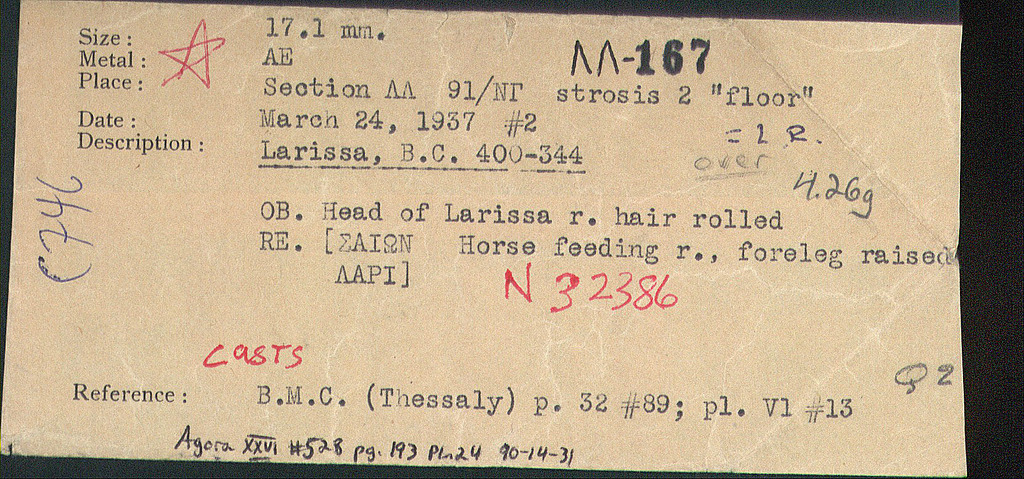 Size : 17.1 mm.
Metal : AE ΛΛ-167
Place : Section ΛΛ 91/ΝΓ strosis 2 "floor"
Date : March 24, 1937 #2 = L R.
Description : Larissa, B.C. 400-344 over
4.26g
OB. Head of Larissa r. hair rolled
RE. [ΣΑΙΩΝ Horse feeding r., foreleg raised
ΛΑΡΙ]
N 32386
CASTS
Q 2
Reference : B.M.C. (Thessaly) p. 32 #89; pl. Vl #13
Agora XXVI #528 pg. 193 PL.24 90-14-31